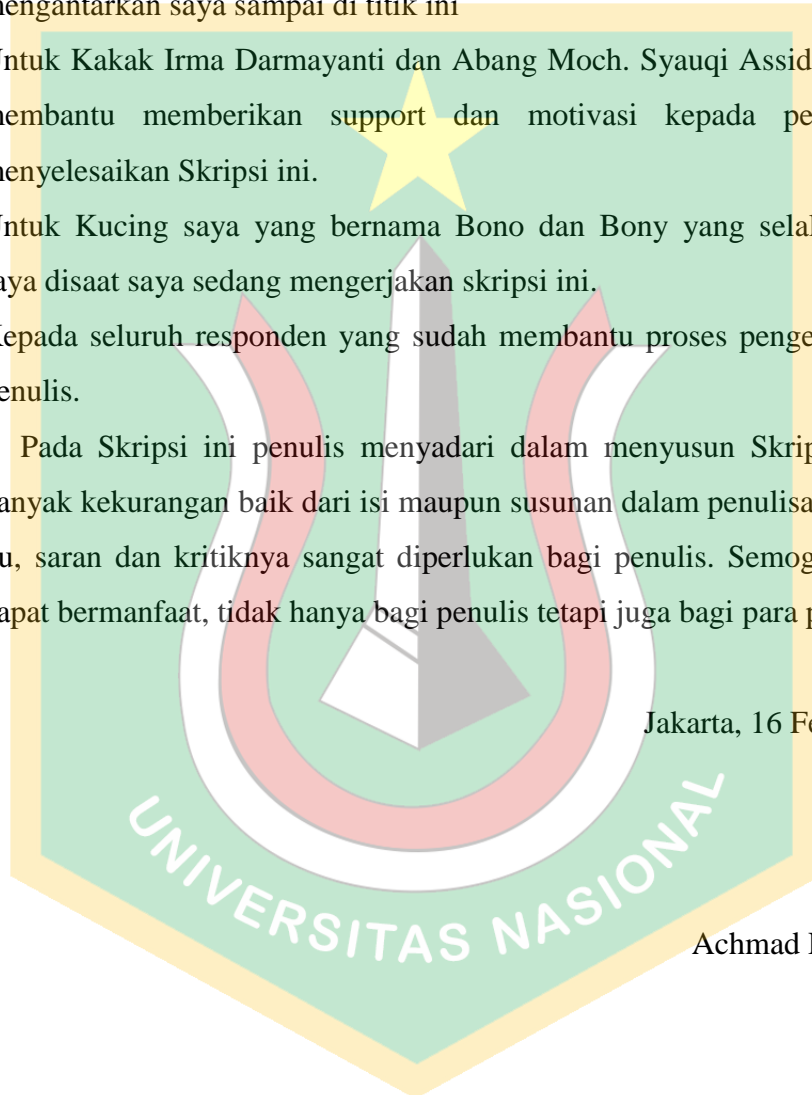 mengantarkan saya sampai di titik ini
Untuk Kakak Irma Darmayanti dan Abang Moch. Syauqi Assid
membantu memberikan support dan motivasi kepada pe
menyelesaikan Skripsi ini.
Untuk Kucing saya yang bernama Bono dan Bony yang selal
saya disaat saya sedang mengerjakan skripsi ini.
Kepada seluruh responden yang sudah membantu proses penge
penulis.
Pada Skripsi ini penulis menyadari dalam menyusun Skrip
banyak kekurangan baik dari isi maupun susunan dalam penulisa
itu, saran dan kritiknya sangat diperlukan bagi penulis. Semog
dapat bermanfaat, tidak hanya bagi penulis tetapi juga bagi para p
Jakarta, 16 Fe
UNIVERSITAS NASIONAL
Achmad